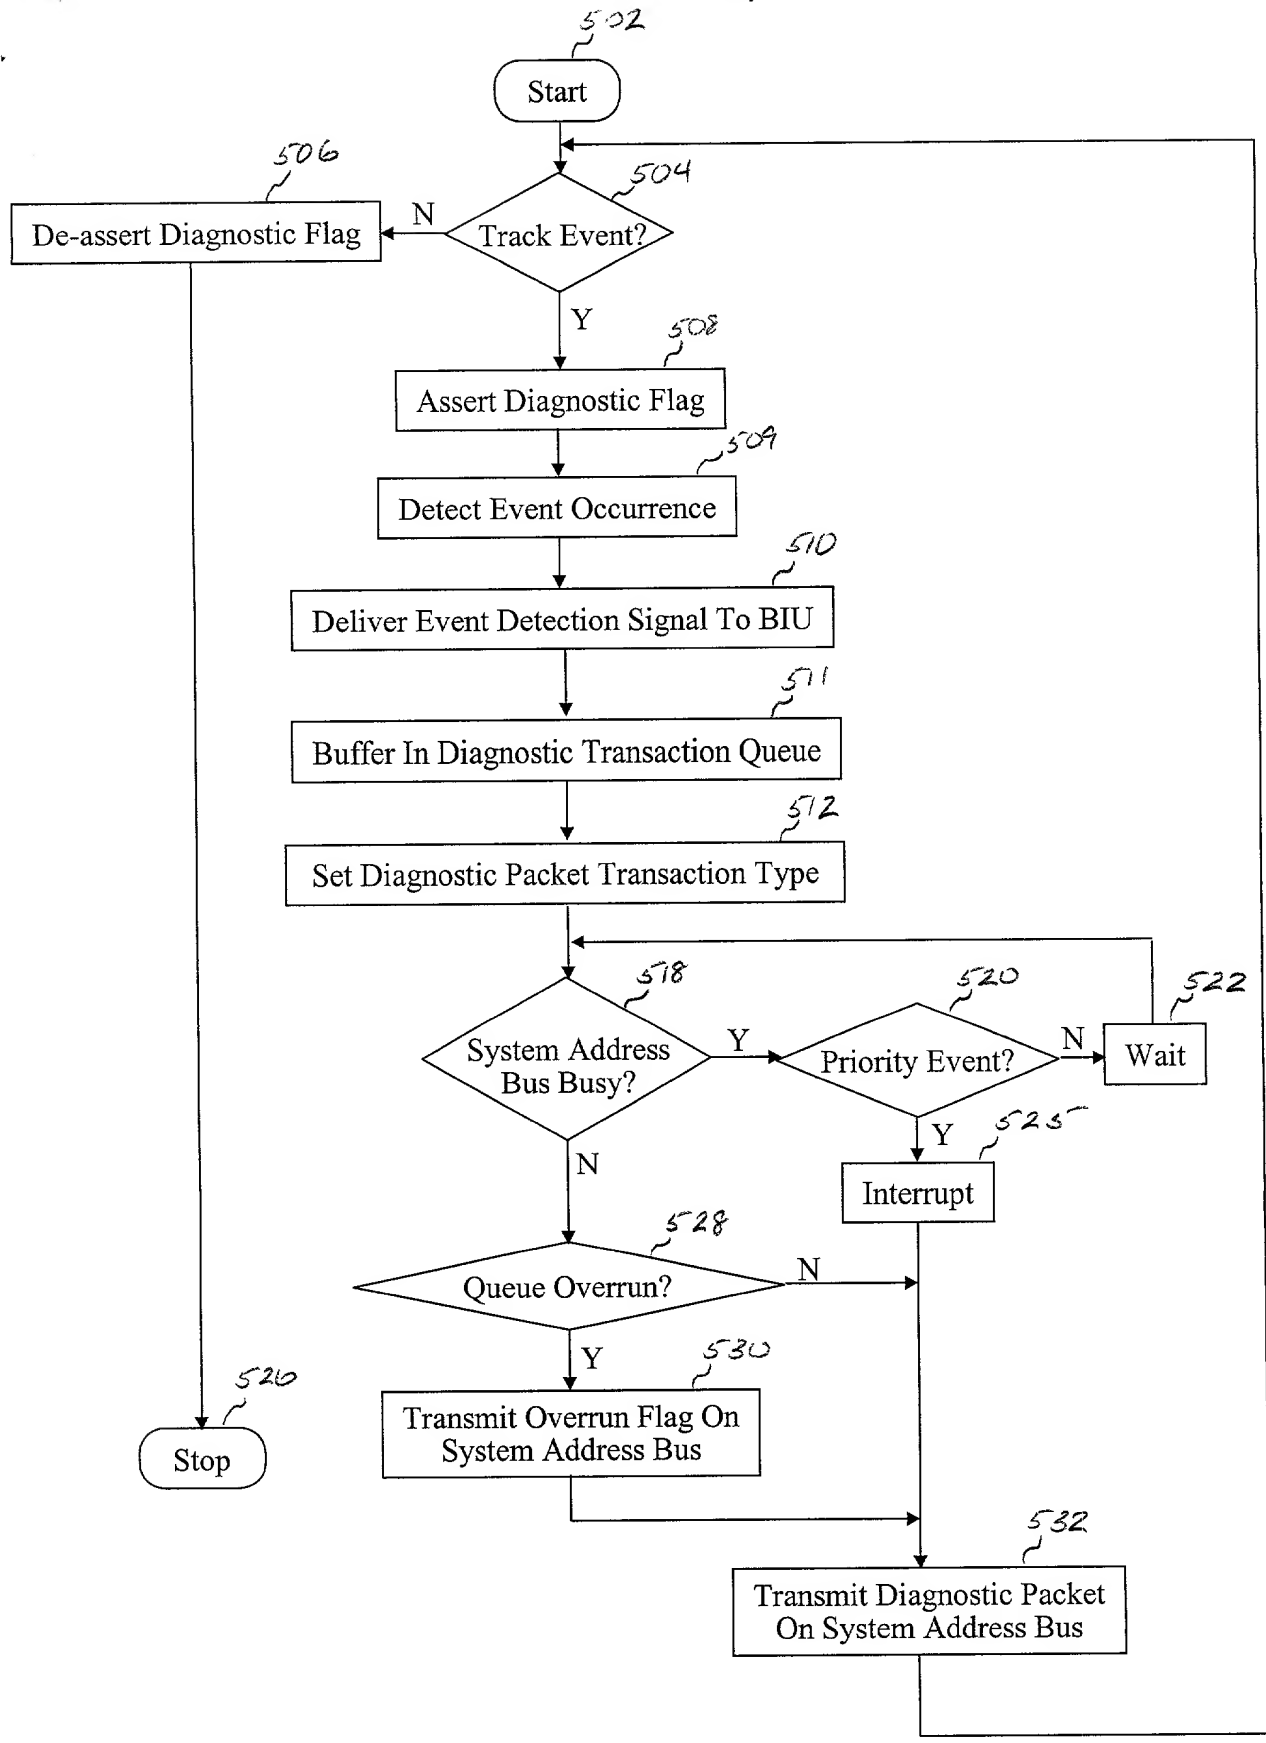 502
Start
506
504
De-assert Diagnostic Flag
N
Track Event?
Y
508
Assert Diagnostic Flag
509
Detect Event Occurrence
510
Deliver Event Detection Signal To BIU
511
Buffer In Diagnostic Transaction Queue
512
Set Diagnostic Packet Transaction Type
518
520
522
System Address
Bus Busy?
Y
Priority Event?
N
Wait
Y
525
N
Interrupt
528
Queue Overrun?
N
Y
530
526
Transmit Overrun Flag On
System Address Bus
Stop
532
Transmit Diagnostic Packet
On System Address Bus